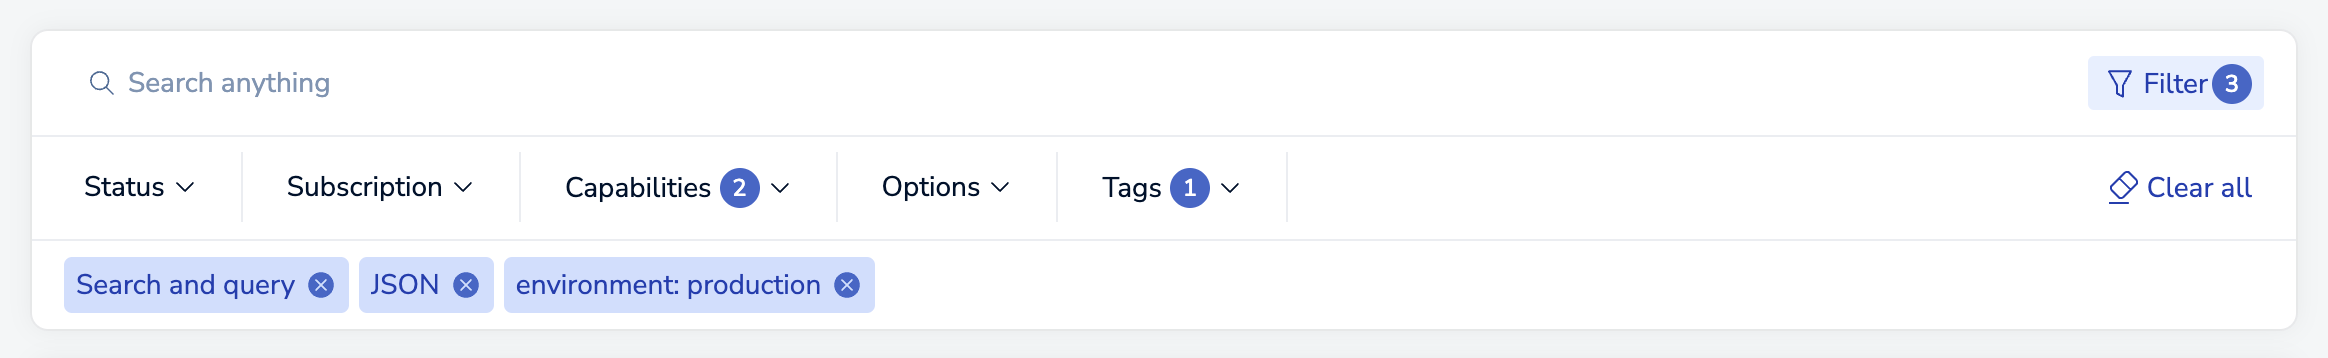 Search anything
Filter 3
Status Subscription Capabilities 2 Options Tags 1 Clear all
Search and query JSON environment: production